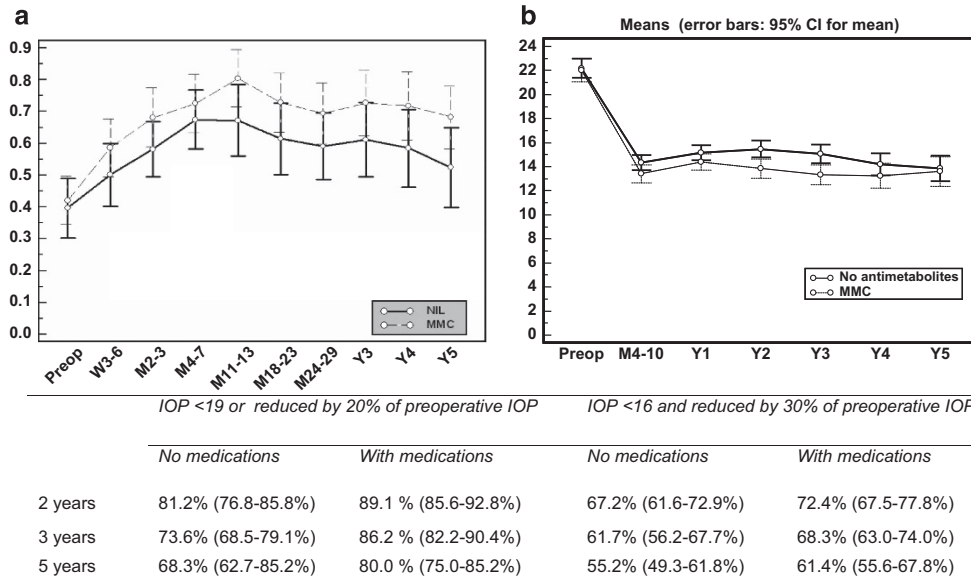 a
0.9
0.8
0.7
0.6
0.5
0.4
0.3
0.2
0.1
0.0
NIL
MMC
Preop
W3-6
M2-3
M4-7
M11-13
M18-23
M24-29
Y3
Y4
Y5
b
Means (error bars: 95% CI for mean)
24
22
20
18
16
14
12
10
8
6
4
2
0
No antimetabolites
MMC
Preop M4-10 Y1 Y2 Y3 Y4 Y5
IOP <19 or reduced by 20% of preoperative IOP IOP <16 and reduced by 30% of preoperative IOP
No medications With medications No medications With medications
2 years 81.2% (76.8-85.8%) 89.1 % (85.6-92.8%) 67.2% (61.6-72.9%) 72.4% (67.5-77.8%)
3 years 73.6% (68.5-79.1%) 86.2 % (82.2-90.4%) 61.7% (56.2-67.7%) 68.3% (63.0-74.0%)
5 years 68.3% (62.7-85.2%) 80.0 % (75.0-85.2%) 55.2% (49.3-61.8%) 61.4% (55.6-67.8%)